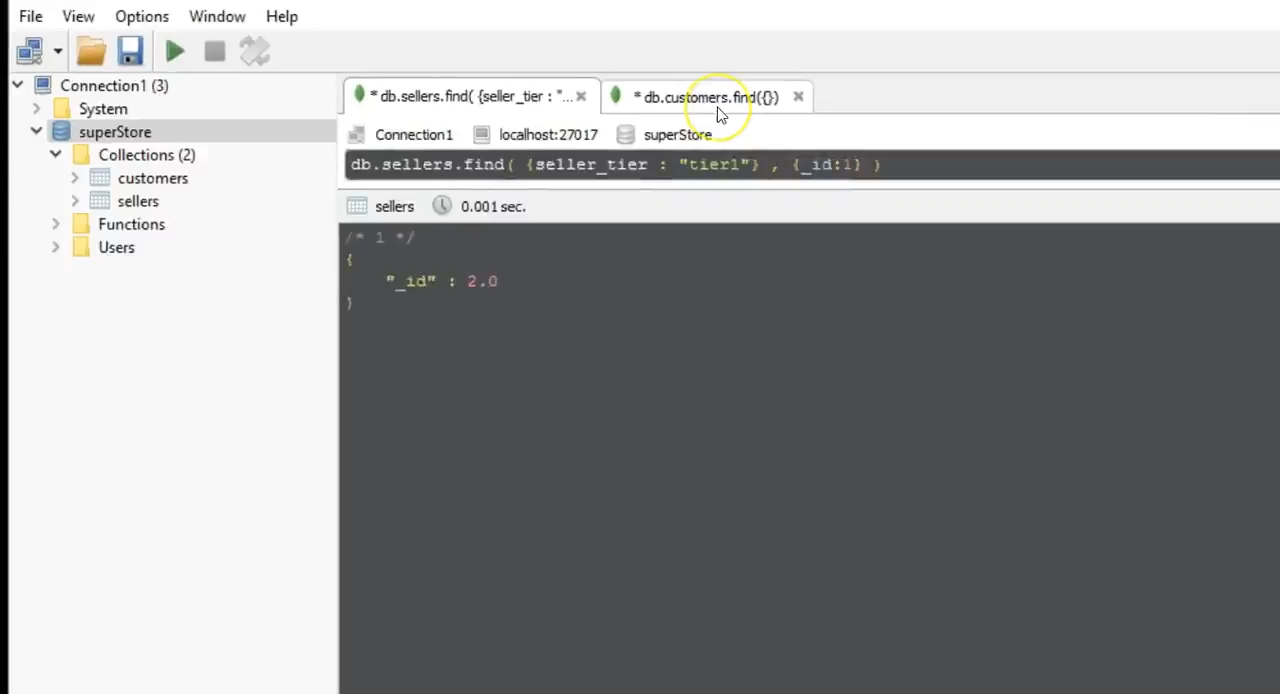 File View Options Window Help
Connection1 (3)
System
superStore
Collections (2)
customers
sellers
Functions
Users
* db.sellers.find( {seller_tier : "...
* db.customers.find({})
Connection1 localhost:27017 superStore
db.sellers.find( {seller_tier : "tier1"} , {_id:1} )
sellers 0.001 sec.
/* 1 */
{
"_id" : 2.0
}